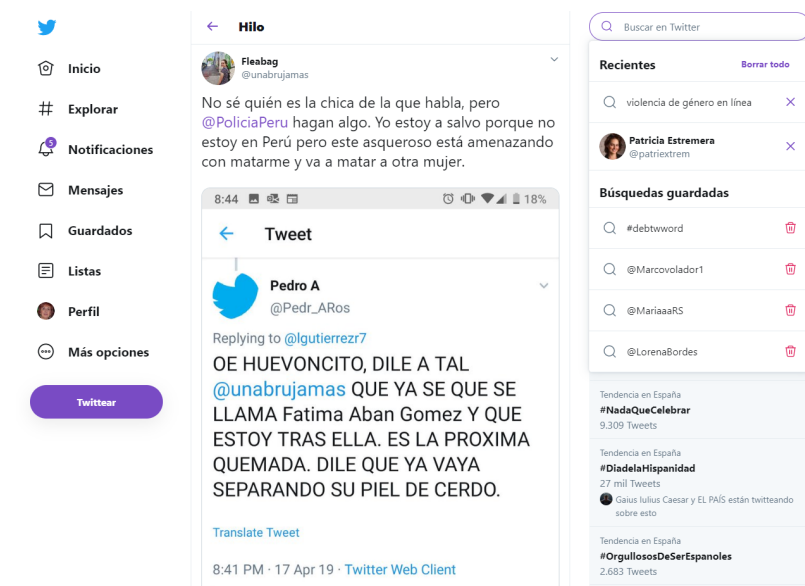 Hilo
Inicio
Explorar
5
Notificaciones
Mensajes
Guardados
Listas
Perfil
Más opciones
Twittear
Fleabag
@unabrujamas
No sé quién es la chica de la que habla, pero
@PoliciaPeru hagan algo. Yo estoy a salvo porque no
estoy en Perú pero este asqueroso está amenazando
con matarme y va a matar a otra mujer.
8:44
18%
Tweet
Pedro A
@Pedr_ARos
Replying to @lgutierrezr7
OE HUEVONCITO, DILE A TAL
@unabrujamas QUE YA SE QUE SE
LLAMA Fatima Aban Gomez Y QUE
ESTOY TRAS ELLA. ES LA PROXIMA
QUEMADA. DILE QUE YA VAYA
SEPARANDO SU PIEL DE CERDO.
Translate Tweet
8:41 PM · 17 Apr 19 · Twitter Web Client
Buscar en Twitter
Recientes
Borrar todo
violencia de género en línea
Patricia Estremera
@patriextrem
Búsquedas guardadas
#debtwword
@Marcovolador1
@MariaaaRS
@LorenaBordes
Tendencia en España
#NadaQueCelebrar
9.309 Tweets
Tendencia en España
#DiadelaHispanidad
27 mil Tweets
Gaius Iulius Caesar y EL PAÍS están twitteando
sobre esto
Tendencia en España
#OrgullososDeSerEspanoles
2.683 Tweets